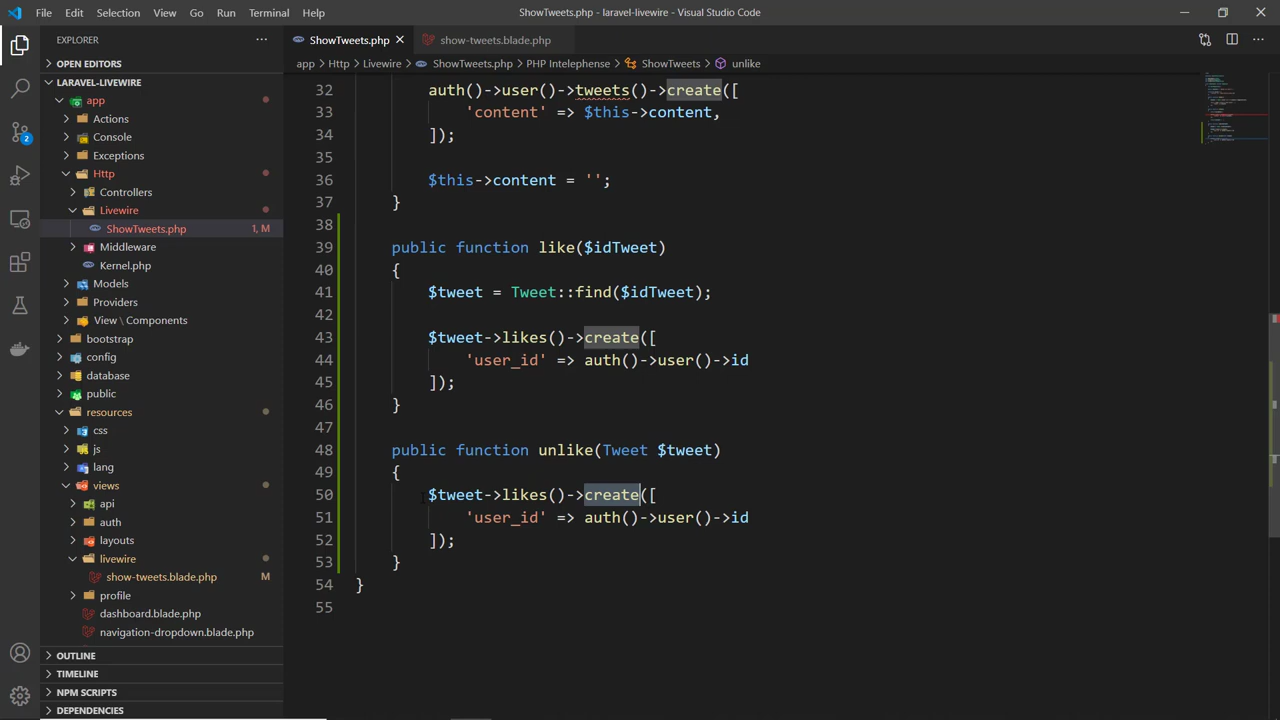 File Edit Selection View Go Run Terminal Help
ShowTweets.php - laravel-livewire - Visual Studio Code
EXPLORER
OPEN EDITORS
LARAVEL-LIVEWIRE
app
Actions
Console
Exceptions
Http
Controllers
Livewire
ShowTweets.php 1, M
Middleware
Kernel.php
Models
Providers
View \ Components
bootstrap
config
database
public
resources
css
js
lang
views
api
auth
layouts
livewire
show-tweets.blade.php M
profile
dashboard.blade.php
navigation-dropdown.blade.php
OUTLINE
TIMELINE
NPM SCRIPTS
DEPENDENCIES
2
ShowTweets.php
show-tweets.blade.php
app > Http > Livewire > ShowTweets.php > PHP Intelephense > ShowTweets > unlike
32 auth()->user()->tweets()->create([
33 'content' => $this->content,
34 ]);
35
36 $this->content = '';
37 }
38
39 public function like($idTweet)
40 {
41 $tweet = Tweet::find($idTweet);
42
43 $tweet->likes()->create([
44 'user_id' => auth()->user()->id
45 ]);
46 }
47
48 public function unlike(Tweet $tweet)
49 {
50 $tweet->likes()->create([
51 'user_id' => auth()->user()->id
52 ]);
53 }
54 }
55